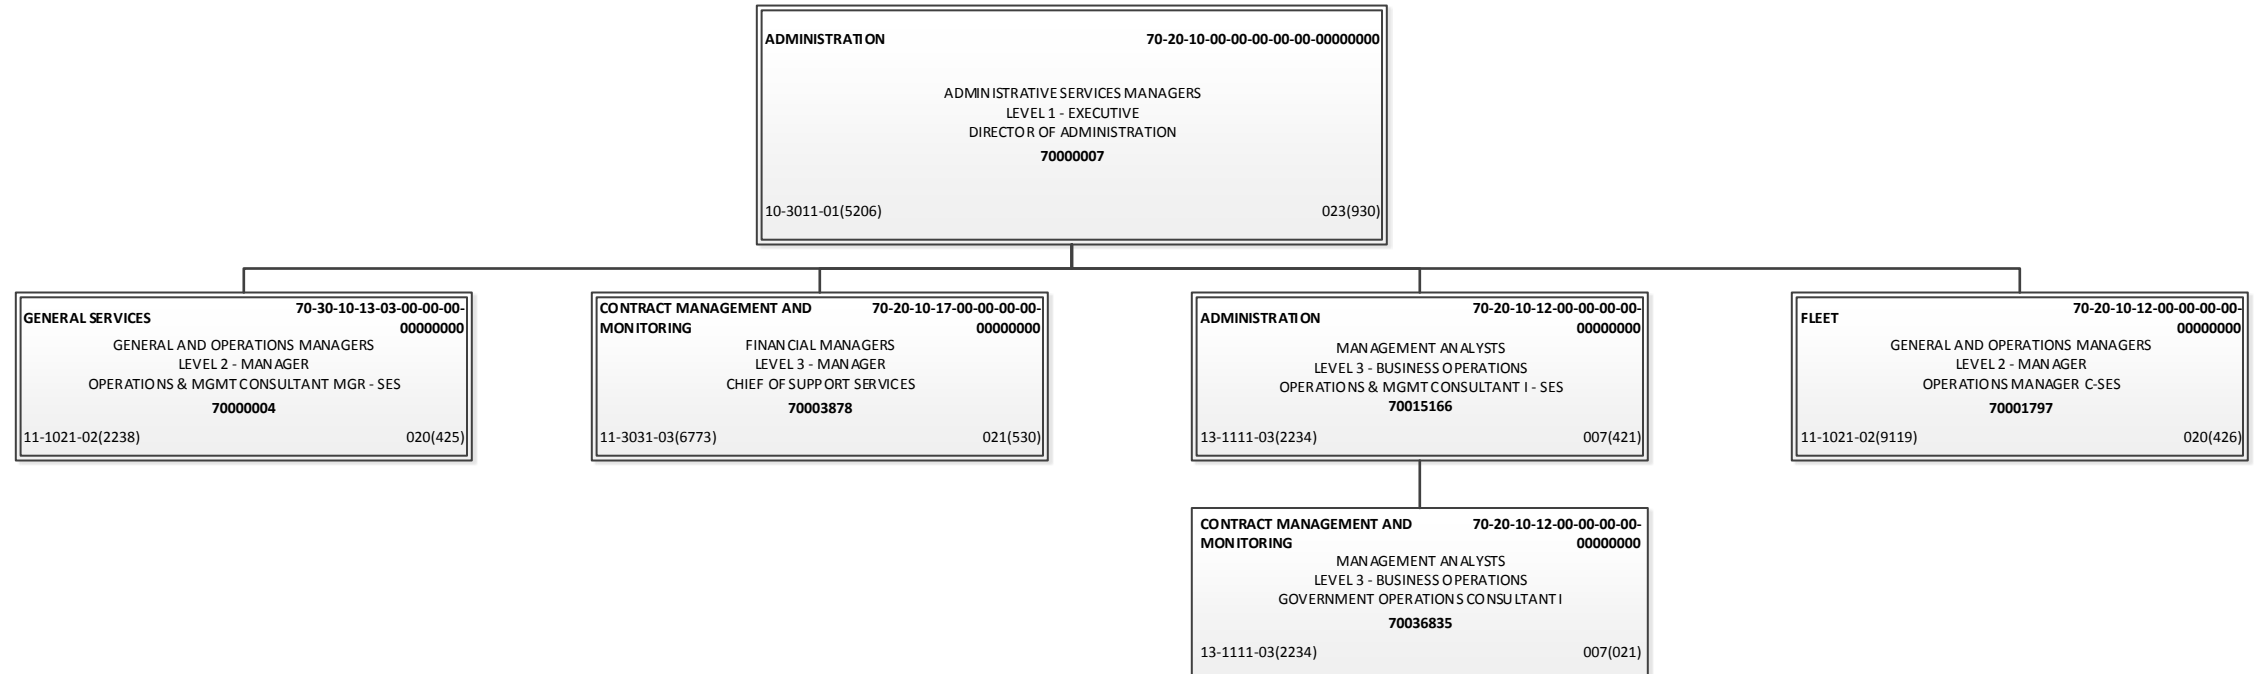 ADMINISTRATION 70-20-10-00-00-00-00-00-00000000
ADMINISTRATIVE SERVICES MANAGERS
LEVEL 1 - EXECUTIVE
DIRECTOR OF ADMINISTRATION
70000007
10-3011-01(5206) 023(930)
GENERAL SERVICES 70-30-10-13-03-00-00-00-
00000000
GENERAL AND OPERATIONS MANAGERS
LEVEL 2 - MANAGER
OPERATIONS & MGMT CONSULTANT MGR - SES
70000004
11-1021-02(2238) 020(425)
CONTRACT MANAGEMENT AND 70-20-10-17-00-00-00-00-
MONITORING 00000000
FINANCIAL MANAGERS
LEVEL 3 - MANAGER
CHIEF OF SUPPORT SERVICES
70003878
11-3031-03(6773) 021(530)
ADMINISTRATION 70-20-10-12-00-00-00-00-
00000000
MANAGEMENT ANALYSTS
LEVEL 3 - BUSINESS OPERATIONS
OPERATIONS & MGMT CONSULTANT I - SES
70015166
13-1111-03(2234) 007(421)
FLEET 70-20-10-12-00-00-00-00-
00000000
GENERAL AND OPERATIONS MANAGERS
LEVEL 2 - MANAGER
OPERATIONS MANAGER C-SES
70001797
11-1021-02(9119) 020(426)
CONTRACT MANAGEMENT AND 70-20-10-12-00-00-00-00-
MONITORING 00000000
MANAGEMENT ANALYSTS
LEVEL 3 - BUSINESS OPERATIONS
GOVERNMENT OPERATIONS CONSULTANT I
70036835
13-1111-03(2234) 007(021)